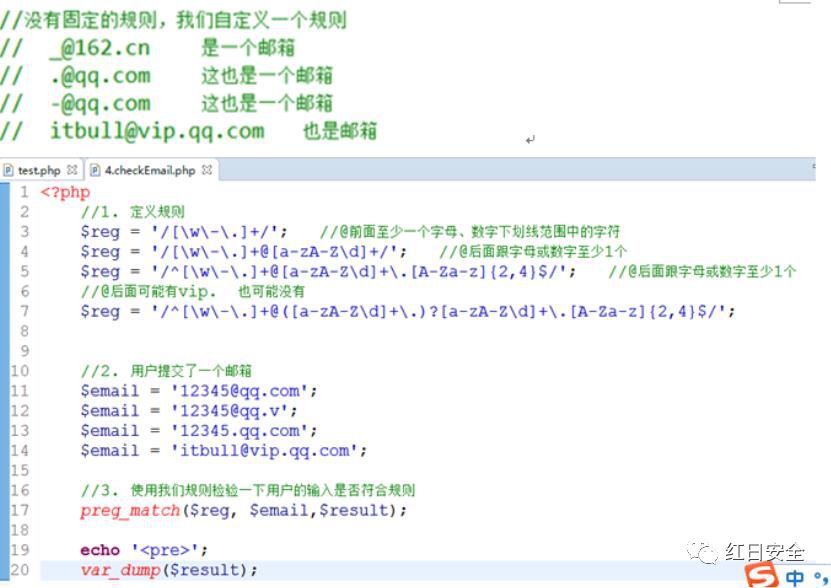 //没有固定的规则，我们自定义一个规则
// _@162.cn 是一个邮箱
// .@qq.com 这也是一个邮箱
// -@qq.com 这也是一个邮箱
// itbull@vip.qq.com 也是邮箱
test.php 4.checkEmail.php
1 <?php
2 //1. 定义规则
3 $reg = '/[\w\-\.]+/'; //@前面至少一个字母、数字下划线范围中的字符
4 $reg = '/[\w\-\.]+@[a-zA-Z\d]+/'; //@后面跟字母或数字至少1个
5 $reg = '/^[\w\-\.]+@[a-zA-Z\d]+\.[A-Za-z]{2,4}$/'; //@后面跟字母或数字至少1个
6 //@后面可能有vip. 也可能没有
7 $reg = '/^[\w\-\.]+@([a-zA-Z\d]+\.)?[a-zA-Z\d]+\.[A-Za-z]{2,4}$/';
8
9
10 //2. 用户提交了一个邮箱
11 $email = '12345@qq.com';
12 $email = '12345@qq.v';
13 $email = '12345.qq.com';
14 $email = 'itbull@vip.qq.com';
15
16 //3. 使用我们规则检验一下用户的输入是否符合规则
17 preg_match($reg, $email,$result);
18
19 echo '<pre>';
20 var_dump($result);
红日安全
S中